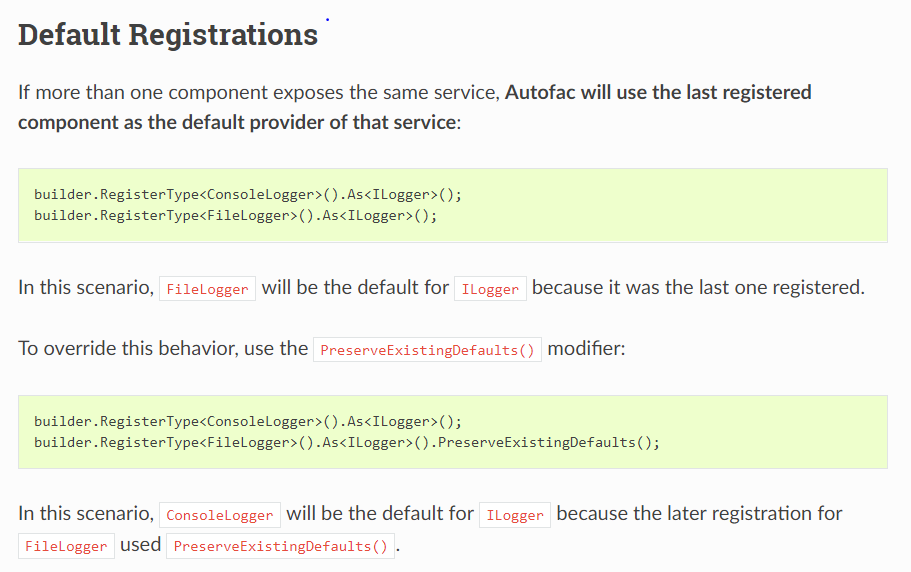 Default Registrations
If more than one component exposes the same service, Autofac will use the last registered
component as the default provider of that service:
builder.RegisterType<ConsoleLogger>().As<ILogger>();
builder.RegisterType<FileLogger>().As<ILogger>();
In this scenario, FileLogger will be the default for ILogger because it was the last one registered.
To override this behavior, use the PreserveExistingDefaults() modifier:
builder.RegisterType<ConsoleLogger>().As<ILogger>();
builder.RegisterType<FileLogger>().As<ILogger>().PreserveExistingDefaults();
In this scenario, ConsoleLogger will be the default for ILogger because the later registration for
FileLogger used PreserveExistingDefaults() .